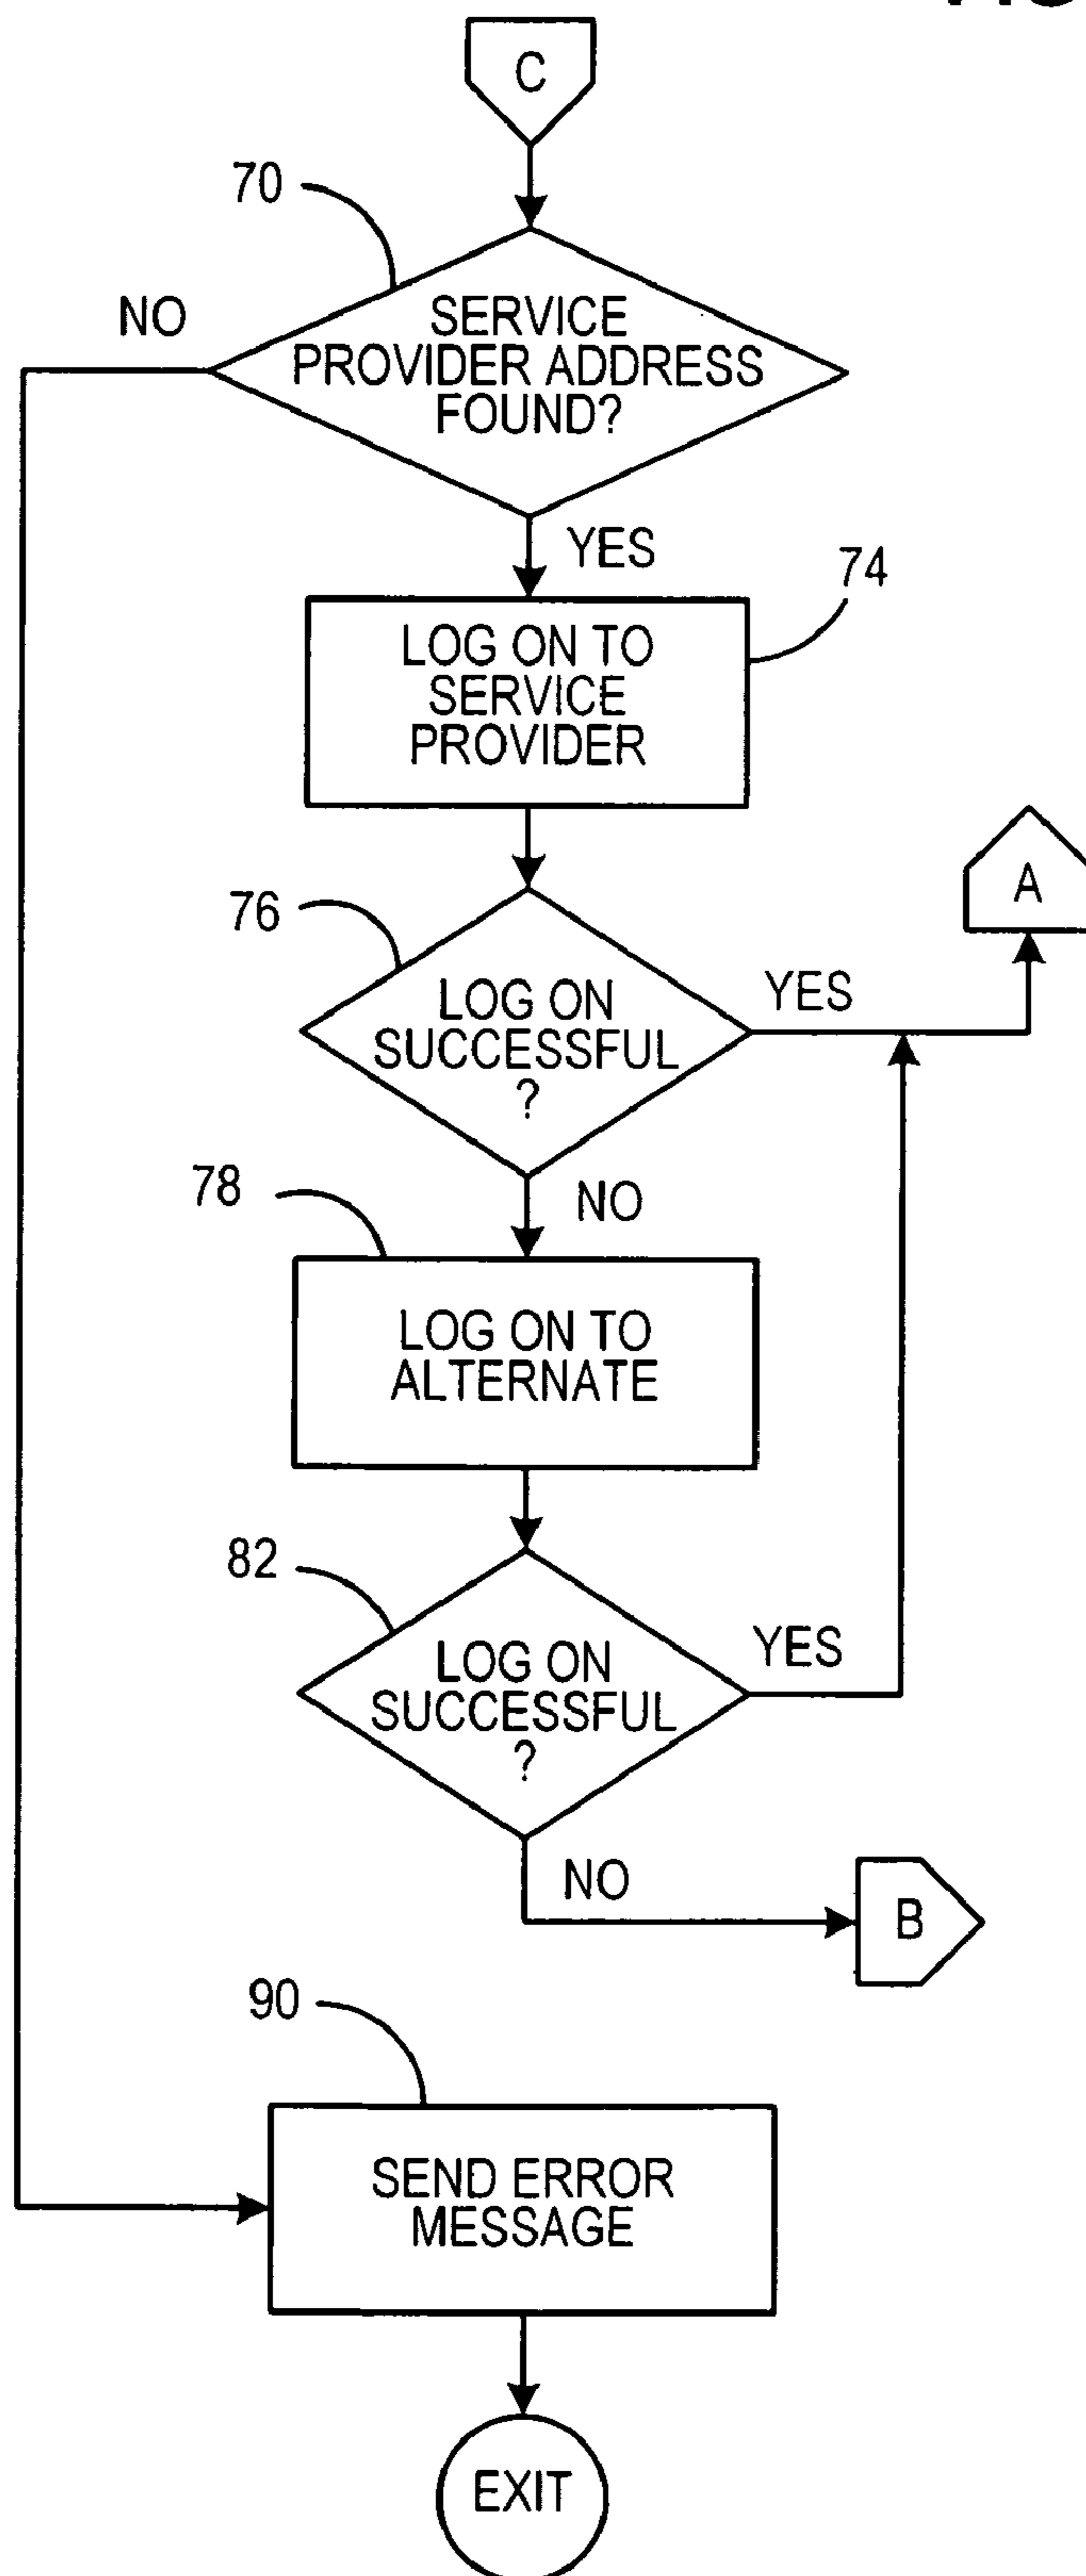 C
70
NO
SERVICE
PROVIDER ADDRESS
FOUND?
YES
74
LOG ON TO
SERVICE
PROVIDER
A
76
LOG ON
SUCCESSFUL
?
YES
78
NO
LOG ON TO
ALTERNATE
82
LOG ON
SUCCESSFUL
?
YES
NO
B
90
SEND ERROR
MESSAGE
EXIT